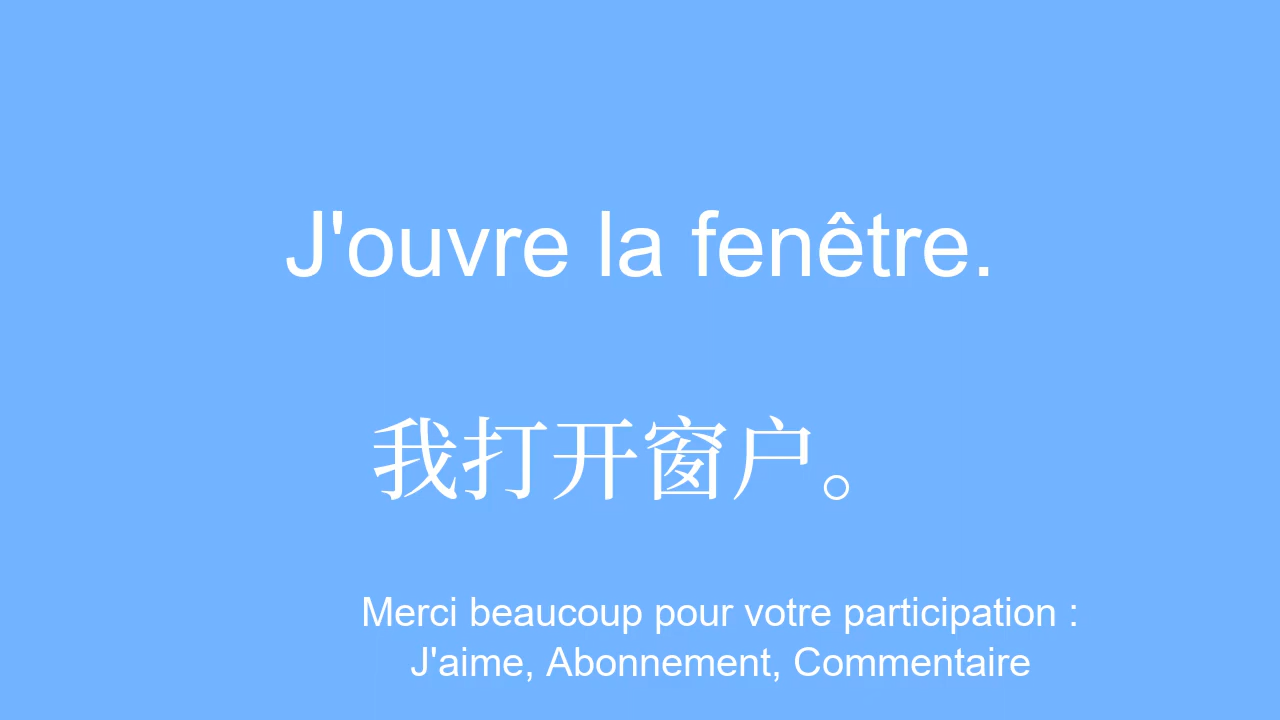 J'ouvre la fenêtre.
我打开窗户。
Merci beaucoup pour votre participation :
J'aime, Abonnement, Commentaire